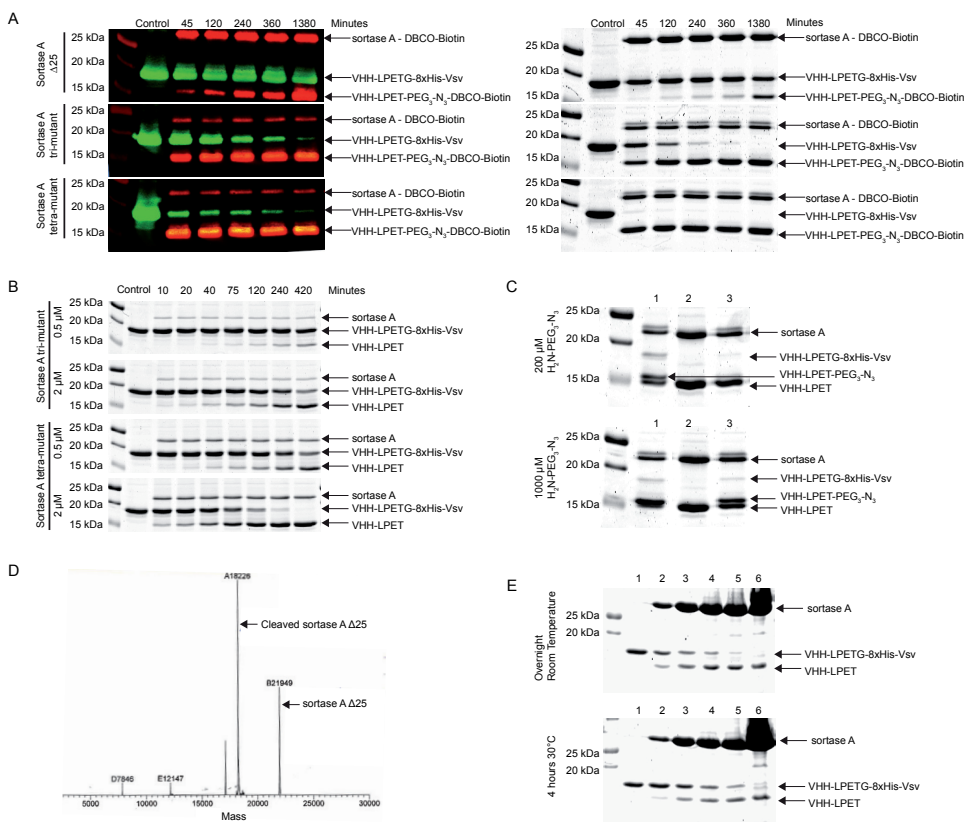 A
Control 45 120 240 360 1380 Minutes
Sortase A
Δ25
25 kDa
20 kDa
15 kDa
sortase A - DBCO-Biotin
VHH-LPETG-8xHis-Vsv
VHH-LPET-PEG₃-N₃-DBCO-Biotin
Sortase A
tri-mutant
25 kDa
20 kDa
15 kDa
sortase A - DBCO-Biotin
VHH-LPETG-8xHis-Vsv
VHH-LPET-PEG₃-N₃-DBCO-Biotin
Sortase A
tetra-mutant
25 kDa
20 kDa
15 kDa
sortase A - DBCO-Biotin
VHH-LPETG-8xHis-Vsv
VHH-LPET-PEG₃-N₃-DBCO-Biotin
Control 45 120 240 360 1380 Minutes
25 kDa
15 kDa
sortase A - DBCO-Biotin
VHH-LPETG-8xHis-Vsv
VHH-LPET-PEG₃-N₃-DBCO-Biotin
25 kDa
15 kDa
sortase A - DBCO-Biotin
VHH-LPETG-8xHis-Vsv
VHH-LPET-PEG₃-N₃-DBCO-Biotin
25 kDa
15 kDa
sortase A - DBCO-Biotin
VHH-LPETG-8xHis-Vsv
VHH-LPET-PEG₃-N₃-DBCO-Biotin
B
Control 10 20 40 75 120 240 420 Minutes
Sortase A tri-mutant
0.5 µM
25 kDa
20 kDa
15 kDa
sortase A
VHH-LPETG-8xHis-Vsv
VHH-LPET
2 µM
25 kDa
20 kDa
15 kDa
sortase A
VHH-LPETG-8xHis-Vsv
VHH-LPET
Sortase A tetra-mutant
0.5 µM
25 kDa
20 kDa
15 kDa
sortase A
VHH-LPETG-8xHis-Vsv
VHH-LPET
2 µM
25 kDa
20 kDa
15 kDa
sortase A
VHH-LPETG-8xHis-Vsv
VHH-LPET
C
1 2 3
200 µM
H₂N-PEG₃-N₃
25 kDa
20 kDa
15 kDa
sortase A
VHH-LPETG-8xHis-Vsv
VHH-LPET-PEG₃-N₃
VHH-LPET
1 2 3
1000 µM
H₂N-PEG₃-N₃
25 kDa
20 kDa
15 kDa
sortase A
VHH-LPETG-8xHis-Vsv
VHH-LPET-PEG₃-N₃
VHH-LPET
D
A18226
Cleaved sortase A Δ25
B21949
sortase A Δ25
D7846
E12147
5000 10000 15000 20000 25000 30000
Mass
E
1 2 3 4 5 6
Overnight
Room Temperature
25 kDa
20 kDa
sortase A
VHH-LPETG-8xHis-Vsv
VHH-LPET
1 2 3 4 5 6
4 hours 30°C
25 kDa
20 kDa
sortase A
VHH-LPETG-8xHis-Vsv
VHH-LPET